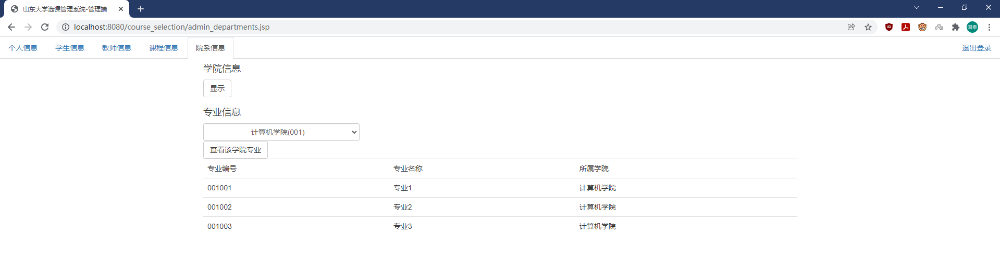 山东大学选课管理系统-管理端
localhost:8080/course_selection/admin_departments.jsp
国泰
个人信息 学生信息 教师信息 课程信息 院系信息 退出登录
学院信息
显示
专业信息
计算机学院(001)
查看该学院专业
专业编号 专业名称 所属学院
001001 专业1 计算机学院
001002 专业2 计算机学院
001003 专业3 计算机学院